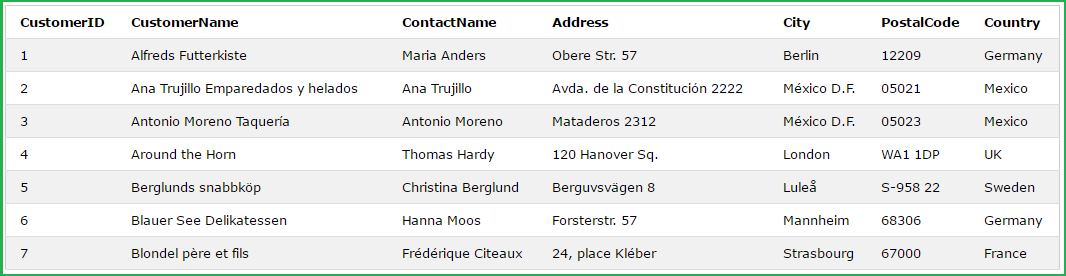 CustomerID CustomerName ContactName Address City PostalCode Country
1 Alfreds Futterkiste Maria Anders Obere Str. 57 Berlin 12209 Germany
2 Ana Trujillo Emparedados y helados Ana Trujillo Avda. de la Constitución 2222 México D.F. 05021 Mexico
3 Antonio Moreno Taquería Antonio Moreno Mataderos 2312 México D.F. 05023 Mexico
4 Around the Horn Thomas Hardy 120 Hanover Sq. London WA1 1DP UK
5 Berglunds snabbköp Christina Berglund Berguvsvägen 8 Luleå S-958 22 Sweden
6 Blauer See Delikatessen Hanna Moos Forsterstr. 57 Mannheim 68306 Germany
7 Blondel père et fils Frédérique Citeaux 24, place Kléber Strasbourg 67000 France